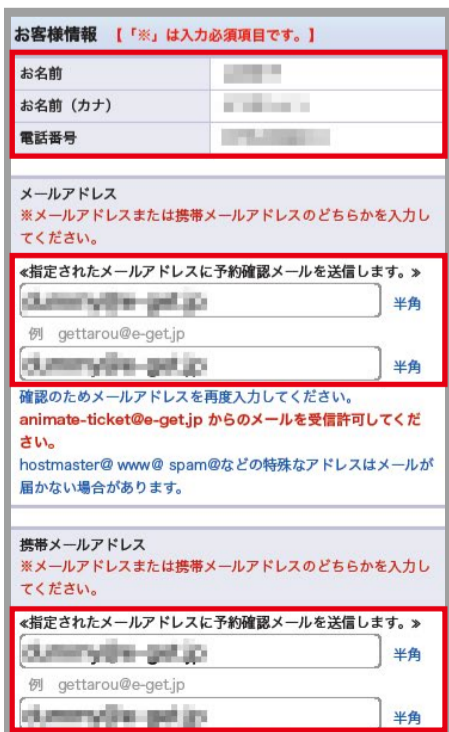 お客様情報 【「※」は入力必須項目です。】
お名前
お名前（カナ）
電話番号
メールアドレス
※メールアドレスまたは携帯メールアドレスのどちらかを入力し
てください。
≪指定されたメールアドレスに予約確認メールを送信します。≫
半角
例 gettarou@e-get.jp
半角
確認のためメールアドレスを再度入力してください。
animate-ticket@e-get.jp からのメールを受信許可してくだ
さい。
hostmaster@ www@ spam@などの特殊なアドレスはメールが
届かない場合があります。
携帯メールアドレス
※メールアドレスまたは携帯メールアドレスのどちらかを入力し
てください。
≪指定されたメールアドレスに予約確認メールを送信します。≫
半角
例 gettarou@e-get.jp
半角